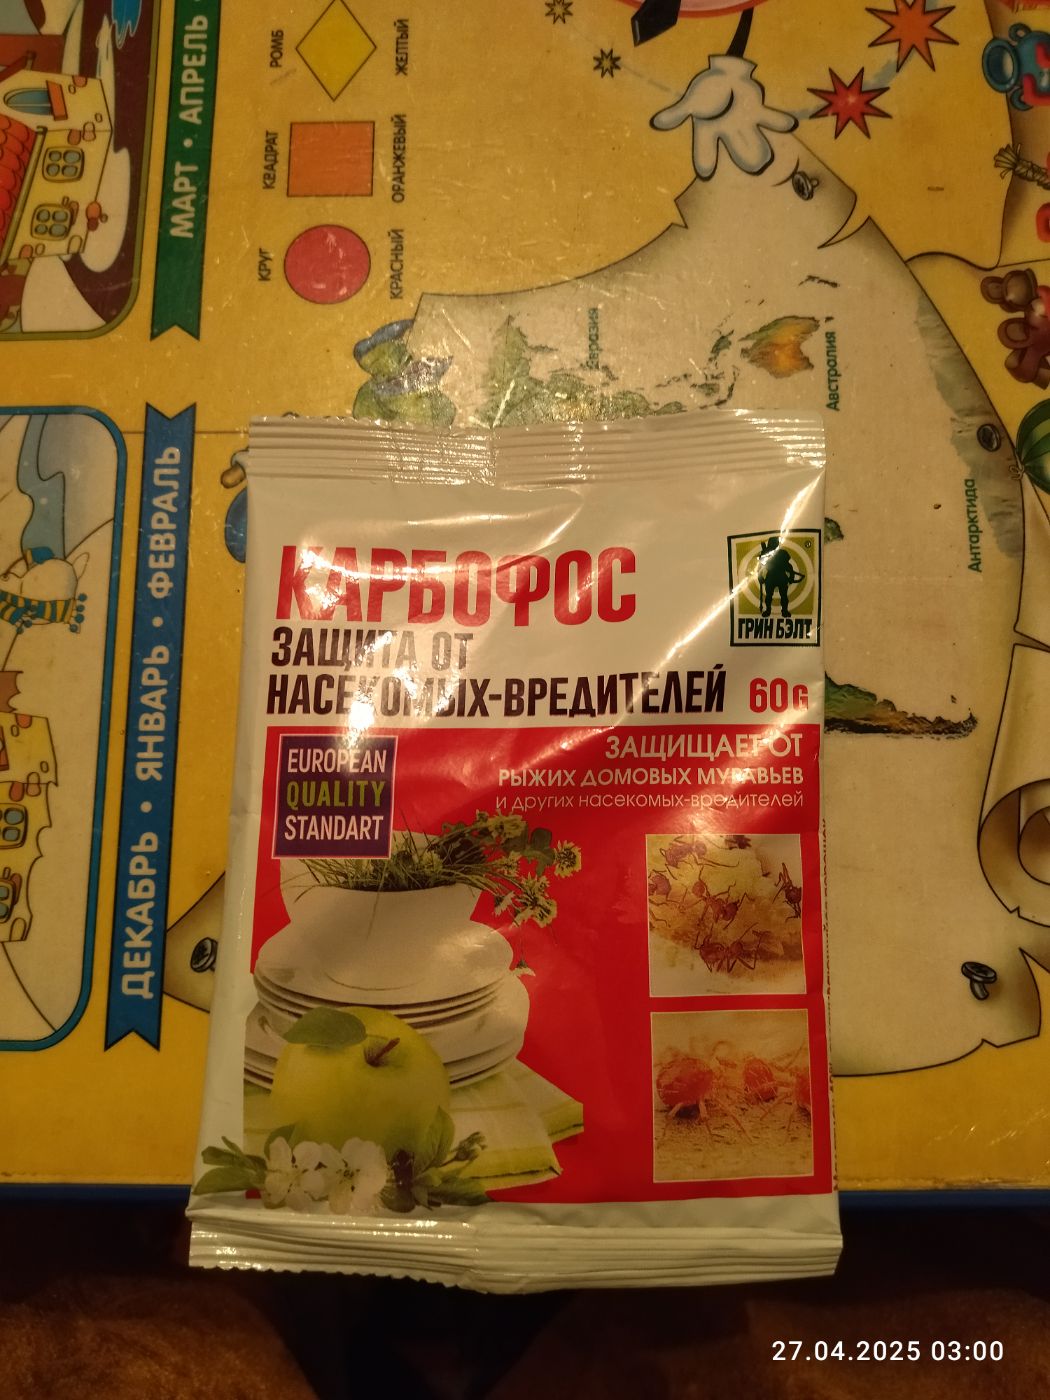 МАРТ • АПРЕЛЬ •
ДЕКАБРЬ • ЯНВАРЬ • ФЕВРАЛЬ
РОМБ
ЖЕЛТЫЙ
КВАДРАТ
ОРАНЖЕВЫЙ
КРУГ
КРАСНЫЙ
Евразия
Австралия
Антарктида
КАРБОФОС
ЗАЩИТА ОТ
НАСЕКОМЫХ-ВРЕДИТЕЛЕЙ 60G
ГРИН БЭЛТ
EUROPEAN
QUALITY
STANDART
ЗАЩИЩАЕТ ОТ
РЫЖИХ ДОМОВЫХ МУРАВЬЕВ
и других насекомых-вредителей
27.04.2025 03:00